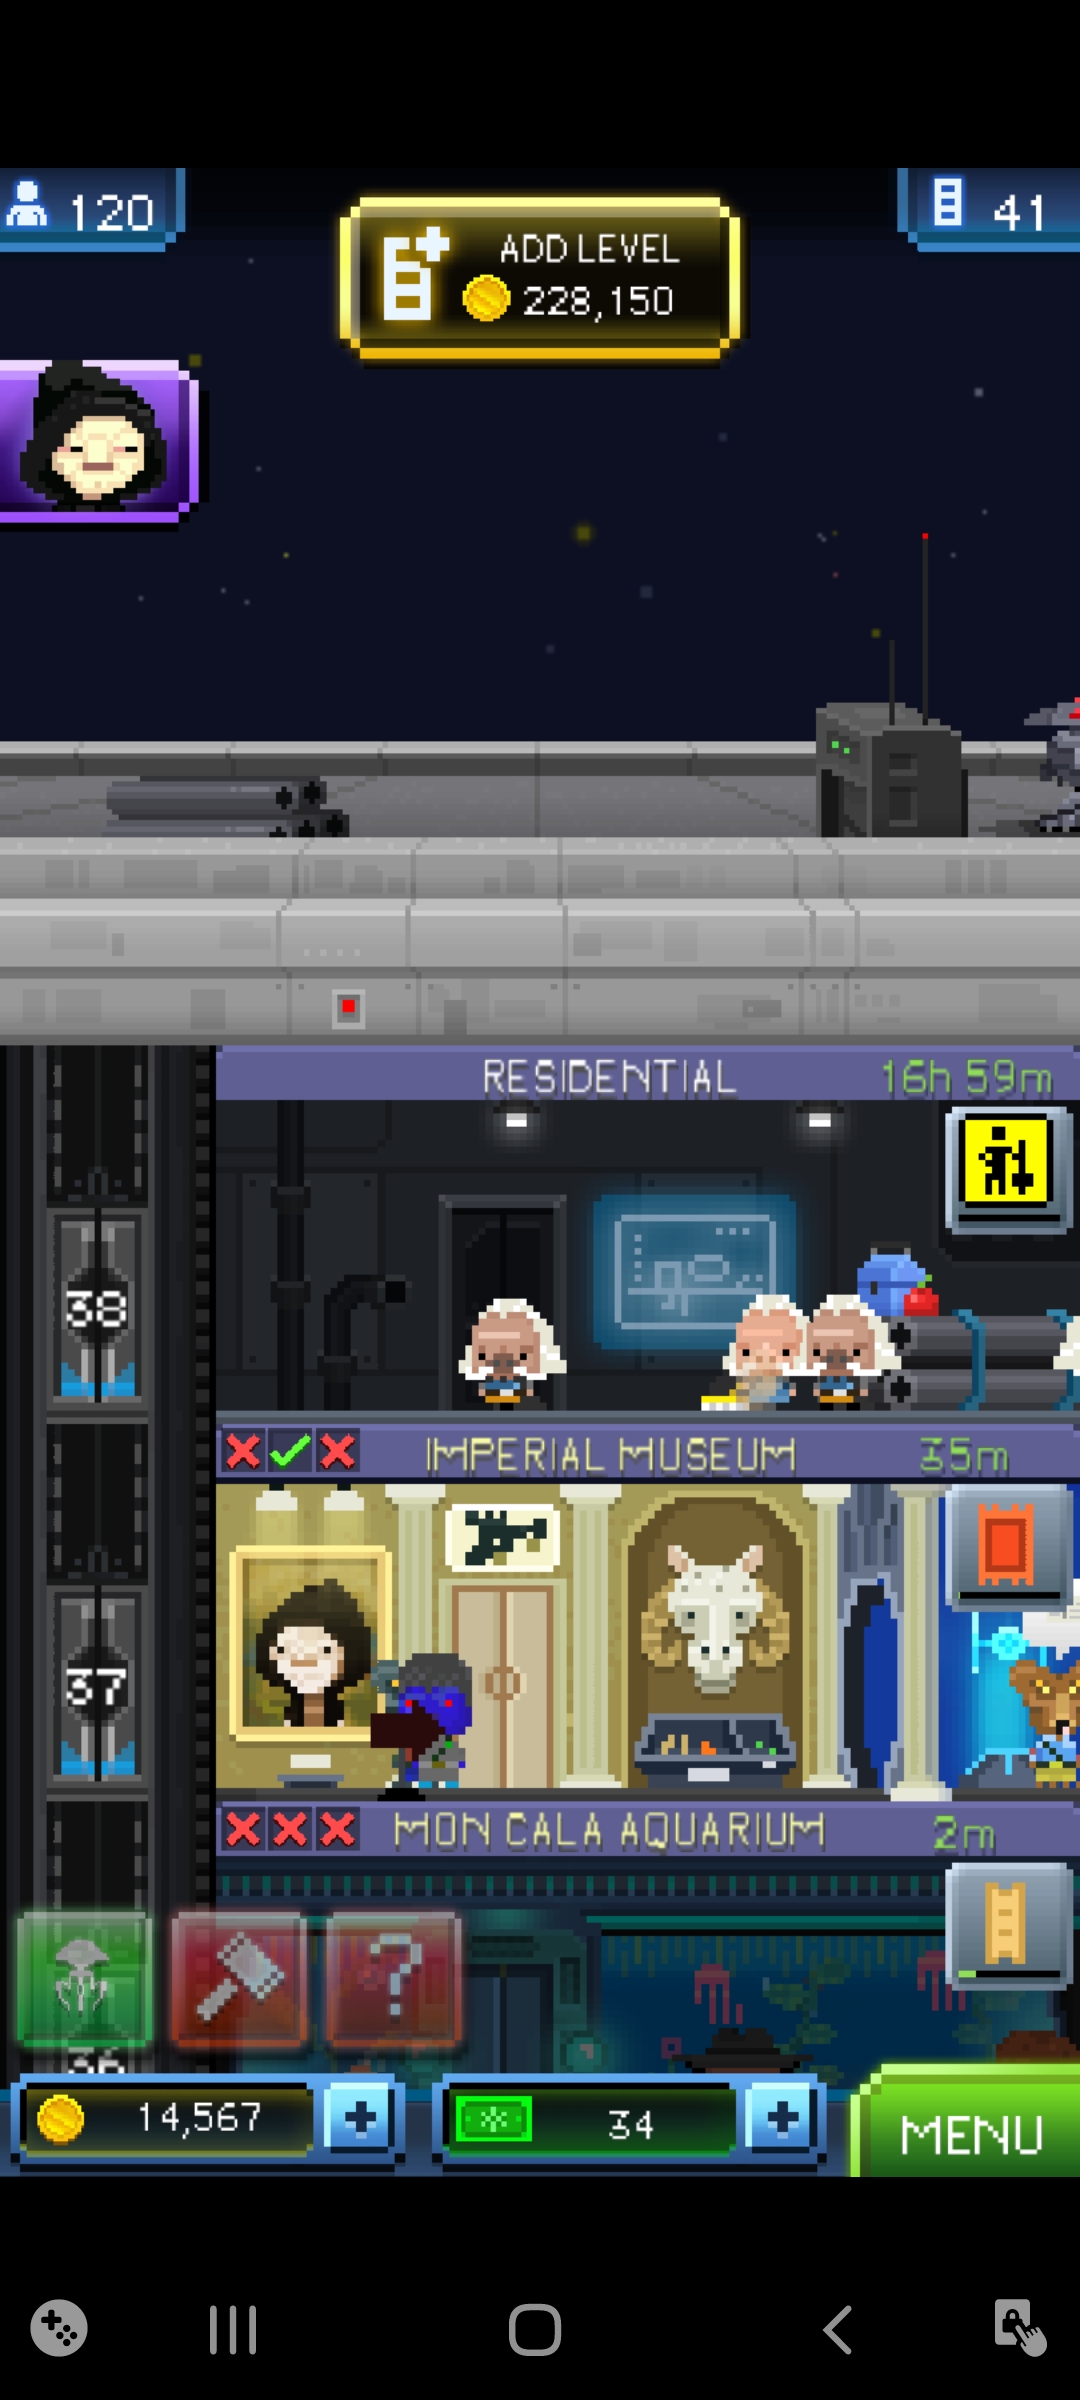 120
ADD LEVEL
228,150
41
RESIDENTIAL 16h 59m
38
IMPERIAL MUSEUM 35m
37
MON CALA AQUARIUM 2m
?
36
14,567
34
MENU